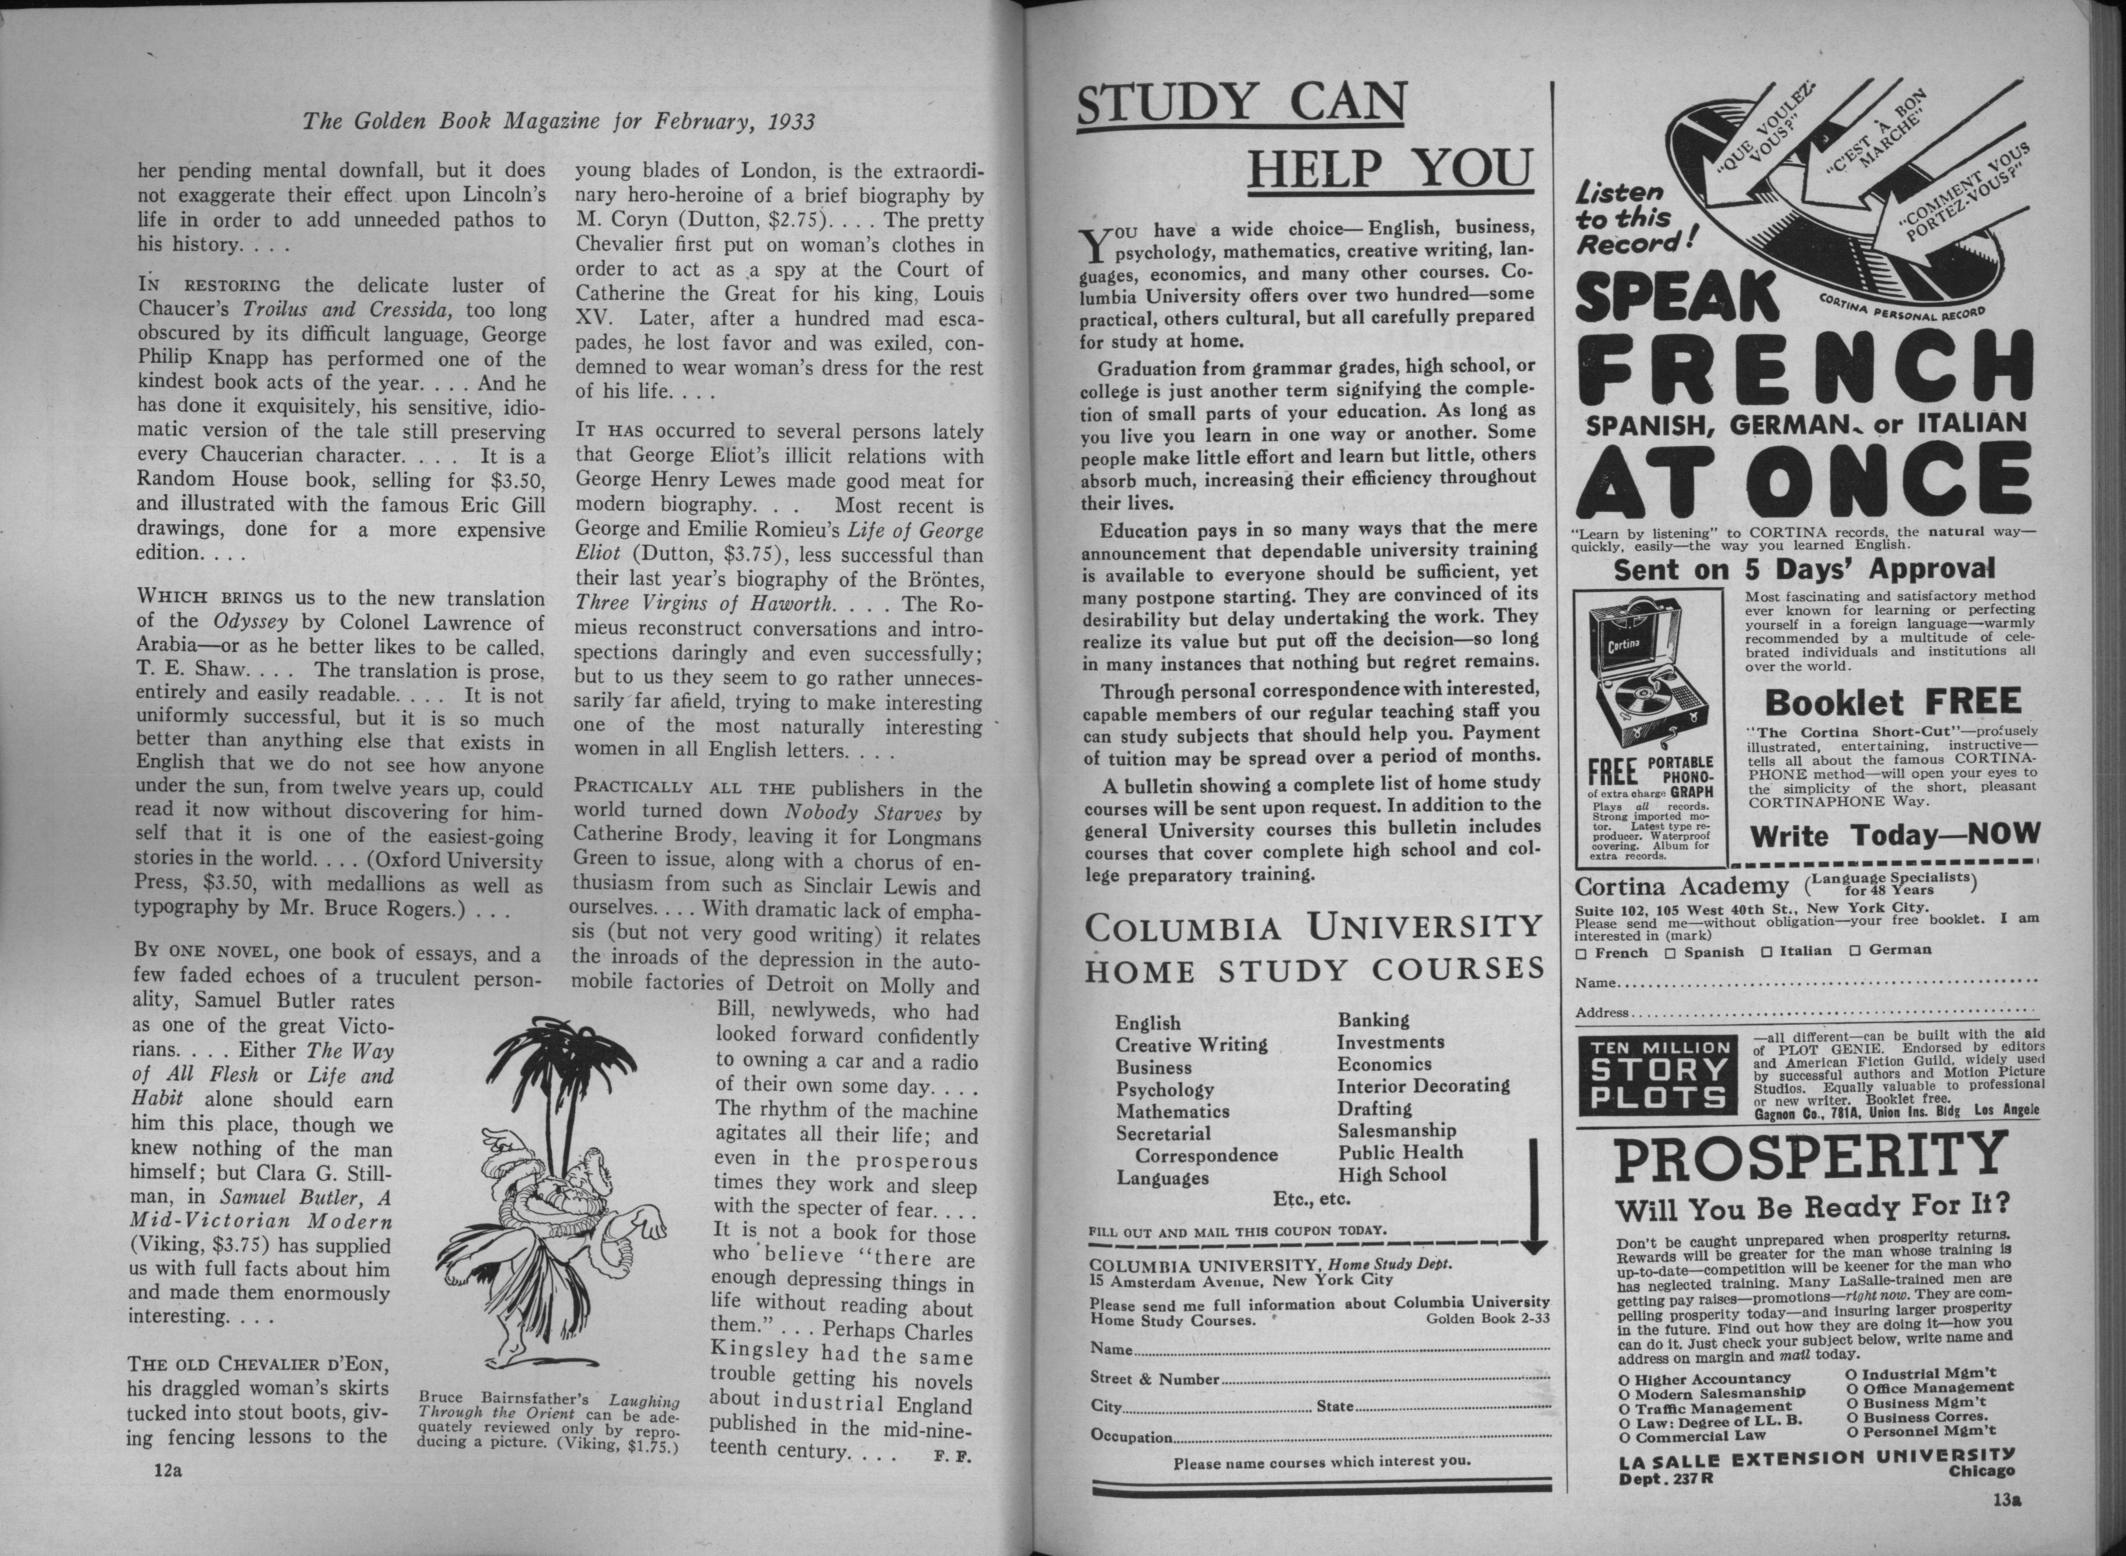 The Golden Book Magazine for February, 1933
her pending mental downfall, but it does
not exaggerate their effect upon Lincoln's
life in order to add unneeded pathos to
his history. . . .
IN RESTORING the delicate luster of
Chaucer's Troilus and Cressida, too long
obscured by its difficult language, George
Philip Knapp has performed one of the
kindest book acts of the year. . . . And he
has done it exquisitely, his sensitive, idio-
matic version of the tale still preserving
every Chaucerian character. . . . It is a
Random House book, selling for $3.50,
and illustrated with the famous Eric Gill
drawings, done for a more expensive
edition. . . .
WHICH BRINGS us to the new translation
of the Odyssey by Colonel Lawrence of
Arabia—or as he better likes to be called,
T. E. Shaw. . . . The translation is prose,
entirely and easily readable. . . . It is not
uniformly successful, but it is so much
better than anything else that exists in
English that we do not see how anyone
under the sun, from twelve years up, could
read it now without discovering for him-
self that it is one of the easiest-going
stories in the world. . . . (Oxford University
Press, $3.50, with medallions as well as
typography by Mr. Bruce Rogers.) . . .
BY ONE NOVEL, one book of essays, and a
few faded echoes of a truculent person-
ality, Samuel Butler rates
as one of the great Victo-
rians. . . . Either The Way
of All Flesh or Life and
Habit alone should earn
him this place, though we
knew nothing of the man
himself; but Clara G. Still-
man, in Samuel Butler, A
Mid-Victorian Modern
(Viking, $3.75) has supplied
us with full facts about him
and made them enormously
interesting. . . .
THE OLD CHEVALIER D'EON,
his draggled woman's skirts
tucked into stout boots, giv-
ing fencing lessons to the
12a
young blades of London, is the extraordi-
nary hero-heroine of a brief biography by
M. Coryn (Dutton, $2.75). . . . The pretty
Chevalier first put on woman's clothes in
order to act as a spy at the Court of
Catherine the Great for his king, Louis
XV. Later, after a hundred mad esca-
pades, he lost favor and was exiled, con-
demned to wear woman's dress for the rest
of his life. . . .
IT HAS occurred to several persons lately
that George Eliot's illicit relations with
George Henry Lewes made good meat for
modern biography. . . Most recent is
George and Emilie Romieu's Life of George
Eliot (Dutton, $3.75), less successful than
their last year's biography of the Bröntes,
Three Virgins of Haworth. . . . The Ro-
mieus reconstruct conversations and intro-
spections daringly and even successfully;
but to us they seem to go rather unneces-
sarily far afield, trying to make interesting
one of the most naturally interesting
women in all English letters. . . .
PRACTICALLY ALL THE publishers in the
world turned down Nobody Starves by
Catherine Brody, leaving it for Longmans
Green to issue, along with a chorus of en-
thusiasm from such as Sinclair Lewis and
ourselves. . . . With dramatic lack of empha-
sis (but not very good writing) it relates
the inroads of the depression in the auto-
mobile factories of Detroit on Molly and
Bill, newlyweds, who had
looked forward confidently
to owning a car and a radio
of their own some day. . . .
The rhythm of the machine
agitates all their life; and
even in the prosperous
times they work and sleep
with the specter of fear. . . .
It is not a book for those
who believe "there are
enough depressing things in
life without reading about
them." . . . Perhaps Charles
Kingsley had the same
trouble getting his novels
about industrial England
published in the mid-nine-
teenth century. . . . F. F.
Bruce Bairnsfather's Laughing
Through the Orient can be ade-
quately reviewed only by repro-
ducing a picture. (Viking, $1.75.)
STUDY CAN
HELP YOU
YOU have a wide choice—English, business,
psychology, mathematics, creative writing, lan-
guages, economics, and many other courses. Co-
lumbia University offers over two hundred—some
practical, others cultural, but all carefully prepared
for study at home.
Graduation from grammar grades, high school, or
college is just another term signifying the comple-
tion of small parts of your education. As long as
you live you learn in one way or another. Some
people make little effort and learn but little, others
absorb much, increasing their efficiency throughout
their lives.
Education pays in so many ways that the mere
announcement that dependable university training
is available to everyone should be sufficient, yet
many postpone starting. They are convinced of its
desirability but delay undertaking the work. They
realize its value but put off the decision—so long
in many instances that nothing but regret remains.
Through personal correspondence with interested,
capable members of our regular teaching staff you
can study subjects that should help you. Payment
of tuition may be spread over a period of months.
A bulletin showing a complete list of home study
courses will be sent upon request. In addition to the
general University courses this bulletin includes
courses that cover complete high school and col-
lege preparatory training.
COLUMBIA UNIVERSITY
HOME STUDY COURSES
English
Creative Writing
Business
Psychology
Mathematics
Secretarial
Correspondence
Languages
Banking
Investments
Economics
Interior Decorating
Drafting
Salesmanship
Public Health
High School
Etc., etc.
FILL OUT AND MAIL THIS COUPON TODAY.
COLUMBIA UNIVERSITY, Home Study Dept.
15 Amsterdam Avenue, New York City
Please send me full information about Columbia University
Home Study Courses. Golden Book 2-33
Name
Street & Number
City State
Occupation
Please name courses which interest you.
"QUE VOULEZ-
VOUS?"
"C'EST À BON
MARCHÉ"
"COMMENT VOUS
PORTEZ-VOUS?"
CORTINA PERSONAL RECORD
Listen
to this
Record!
SPEAK
FRENCH
SPANISH, GERMAN, or ITALIAN
AT ONCE
"Learn by listening" to CORTINA records, the natural way—
quickly, easily—the way you learned English.
Sent on 5 Days' Approval
Cortina
FREE PORTABLE
PHONO-
of extra charge GRAPH
Plays all records.
Strong imported mo-
tor. Latest type re-
producer. Waterproof
covering. Album for
extra records.
Most fascinating and satisfactory method
ever known for learning or perfecting
yourself in a foreign language—warmly
recommended by a multitude of cele-
brated individuals and institutions all
over the world.
Booklet FREE
"The Cortina Short-Cut"—profusely
illustrated, entertaining, instructive—
tells all about the famous CORTINA-
PHONE method—will open your eyes to
the simplicity of the short, pleasant
CORTINAPHONE Way.
Write Today—NOW
Cortina Academy (Language Specialists
for 48 Years)
Suite 102, 105 West 40th St., New York City.
Please send me—without obligation—your free booklet. I am
interested in (mark)
☐ French ☐ Spanish ☐ Italian ☐ German
Name
Address
TEN MILLION
STORY
PLOTS
—all different—can be built with the aid
of PLOT GENIE. Endorsed by editors
and American Fiction Guild, widely used
by successful authors and Motion Picture
Studios. Equally valuable to professional
or new writer. Booklet free.
Gagnon Co., 781A, Union Ins. Bldg Los Angele
PROSPERITY
Will You Be Ready For It?
Don't be caught unprepared when prosperity returns.
Rewards will be greater for the man whose training is
up-to-date—competition will be keener for the man who
has neglected training. Many LaSalle-trained men are
getting pay raises—promotions—right now. They are com-
pelling prosperity today—and insuring larger prosperity
in the future. Find out how they are doing it—how you
can do it. Just check your subject below, write name and
address on margin and mail today.
O Higher Accountancy
O Modern Salesmanship
O Traffic Management
O Law: Degree of LL. B.
O Commercial Law
O Industrial Mgm't
O Office Management
O Business Mgm't
O Business Corres.
O Personnel Mgm't
LA SALLE EXTENSION UNIVERSITY
Dept. 237 R Chicago
13a